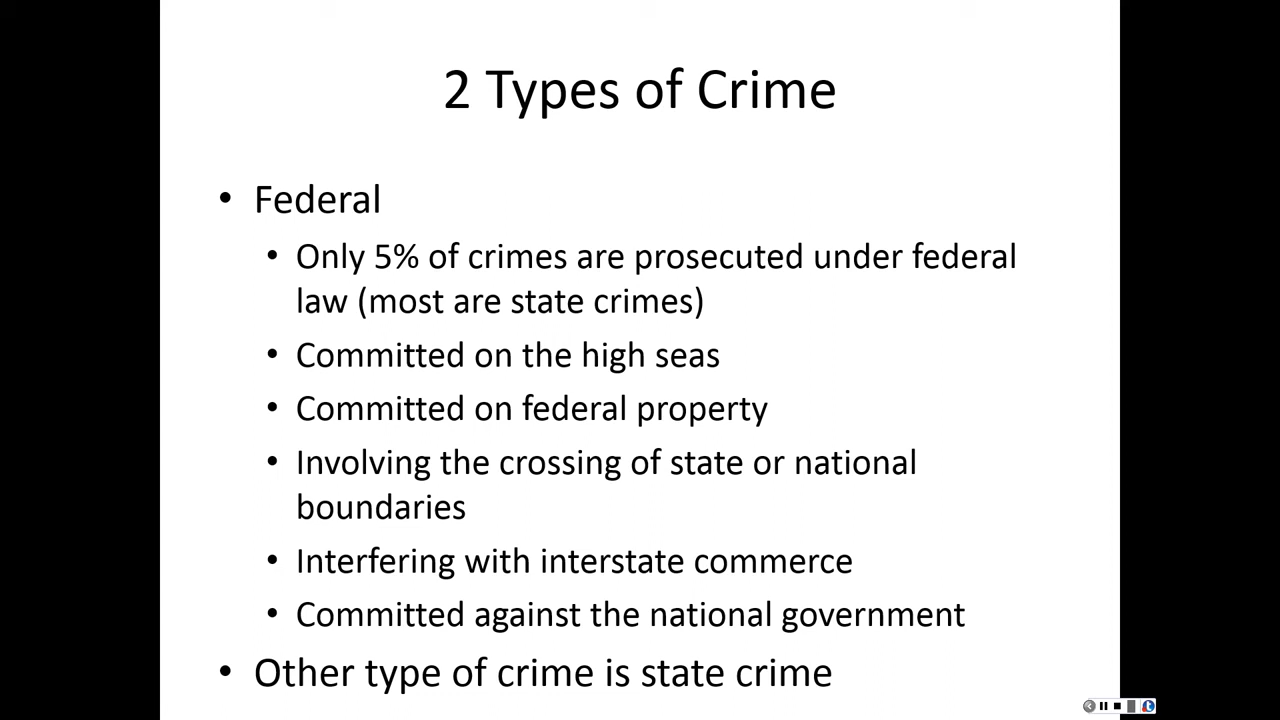 2 Types of Crime
• Federal
• Only 5% of crimes are prosecuted under federal
law (most are state crimes)
• Committed on the high seas
• Committed on federal property
• Involving the crossing of state or national
boundaries
• Interfering with interstate commerce
• Committed against the national government
• Other type of crime is state crime